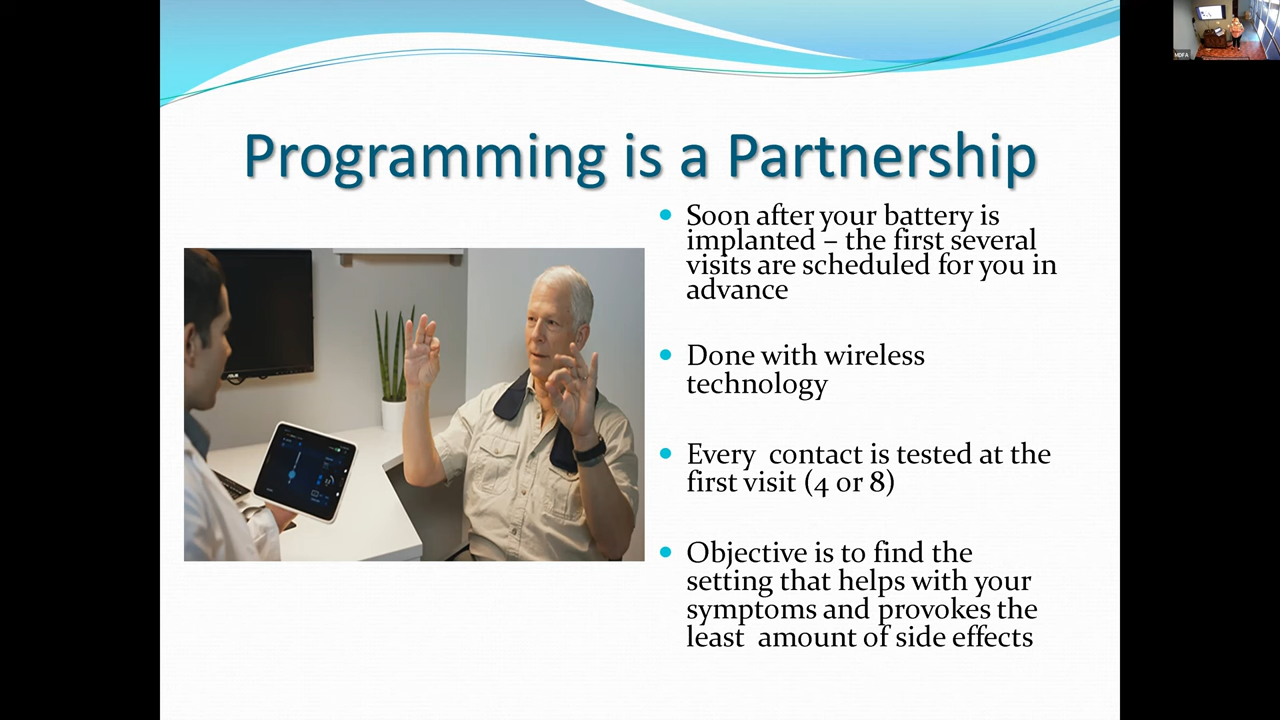 MDFA
Programming is a Partnership
Soon after your battery is
implanted – the first several
visits are scheduled for you in
advance
Done with wireless
technology
Every contact is tested at the
first visit (4 or 8)
Objective is to find the
setting that helps with your
symptoms and provokes the
least amount of side effects
ASUS